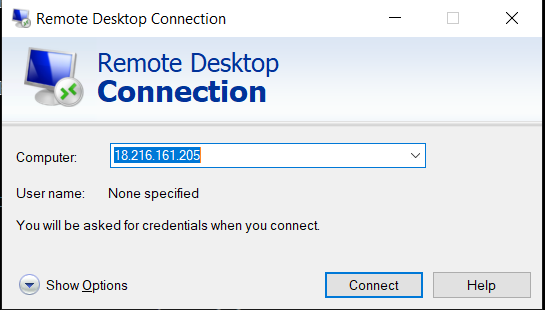 Remote Desktop Connection
Remote Desktop
Connection
Computer: 18.216.161.205
User name: None specified
You will be asked for credentials when you connect.
Show Options Connect Help